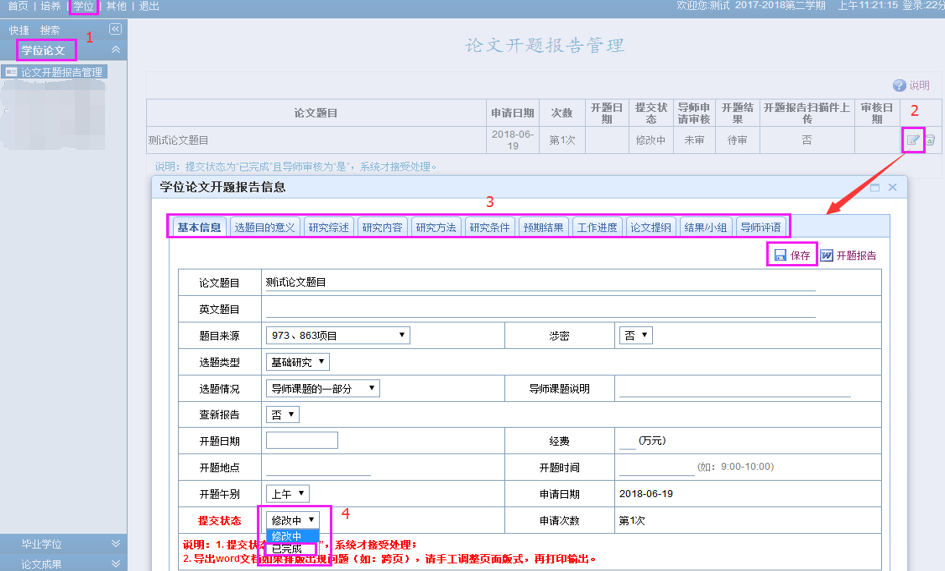 首页 | 培养 | 学位 | 其他 | 退出
欢迎您:测试 2017-2018第二学期 上午11:21:15 登录:22分
快捷 搜索
1
学位论文
论文开题报告管理
毕业学位
论文成果
论文开题报告管理
说明
论文题目 申请日期 次数 开题日期 提交状态 导师申请审核 开题结果 开题报告扫描件上传 审核日期
2
测试论文题目 2018-06-19 第1次 修改中 未审 待审 否
说明：提交状态为“已完成”且导师审核为“是”，系统才接受处理。
学位论文开题报告信息
3
基本信息 选题目的意义 研究综述 研究内容 研究方法 研究条件 预期结果 工作进度 论文提纲 结果/小组 导师评语
保存 开题报告
论文题目 测试论文题目
英文题目
题目来源 973、863项目 涉密 否
选题类型 基础研究
选题情况 导师课题的一部分 导师课题说明
查新报告 否
开题日期 经费 (万元)
开题地点 开题时间 (如：9:00-10:00)
开题午别 上午 申请日期 2018-06-19
提交状态 修改中 申请次数 第1次
4
修改中
已完成
说明：1. 提交状 ”，系统才接受处理；
2. 导出word文档如果排版出现问题（如：跨页），请手工调整页面版式，再打印输出。